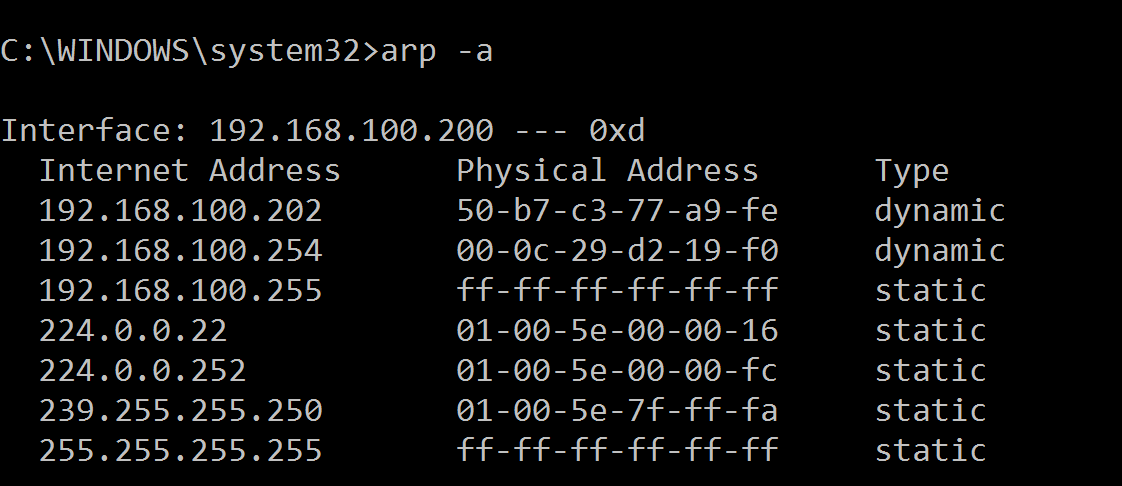 C:\WINDOWS\system32>arp -a
Interface: 192.168.100.200 --- 0xd
Internet Address Physical Address Type
192.168.100.202 50-b7-c3-77-a9-fe dynamic
192.168.100.254 00-0c-29-d2-19-f0 dynamic
192.168.100.255 ff-ff-ff-ff-ff-ff static
224.0.0.22 01-00-5e-00-00-16 static
224.0.0.252 01-00-5e-00-00-fc static
239.255.255.250 01-00-5e-7f-ff-fa static
255.255.255.255 ff-ff-ff-ff-ff-ff static